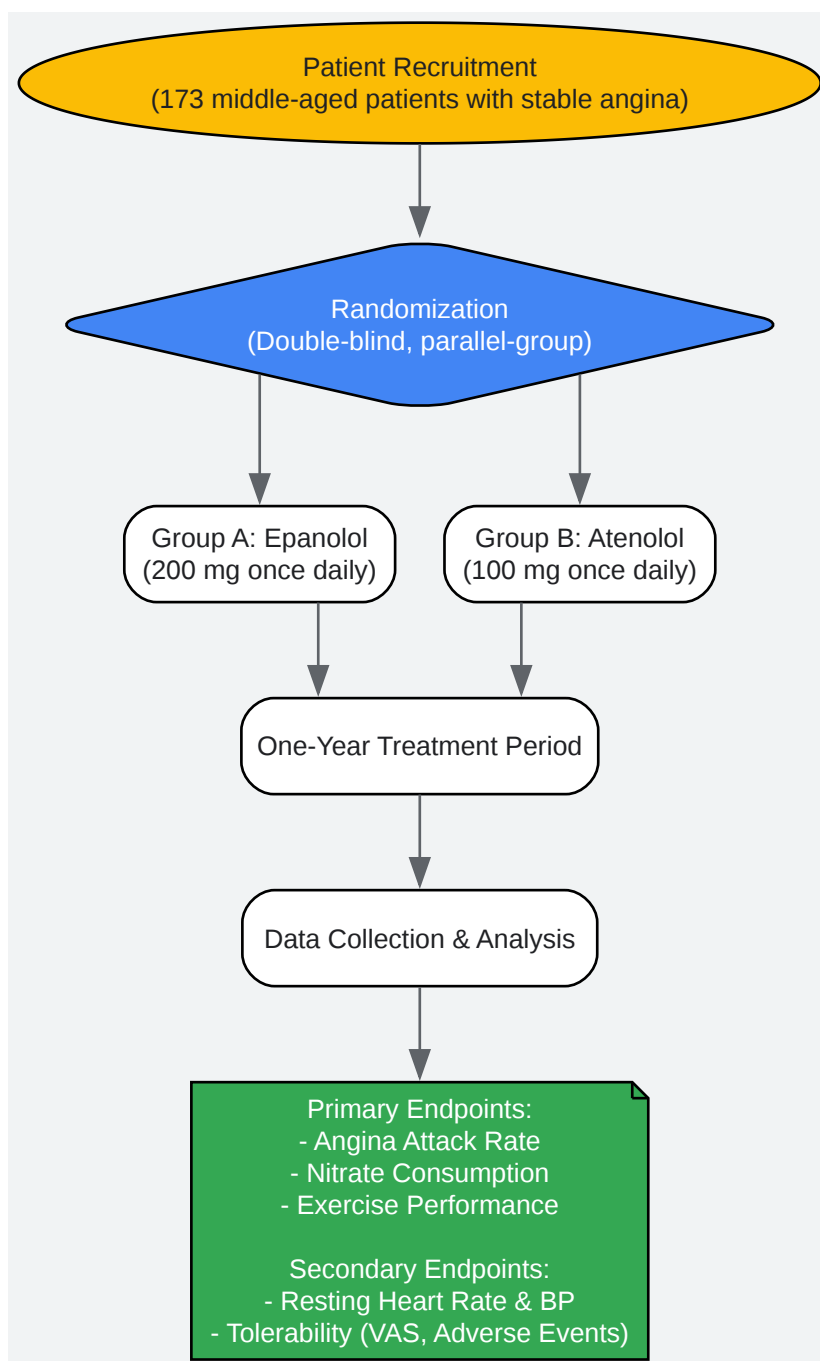 Patient Recruitment
(173 middle-aged patients with stable angina)
Randomization
(Double-blind, parallel-group)
Group A: Epanolol
(200 mg once daily)
Group B: Atenolol
(100 mg once daily)
One-Year Treatment Period
Data Collection & Analysis
Primary Endpoints:
- Angina Attack Rate
- Nitrate Consumption
- Exercise Performance
Secondary Endpoints:
- Resting Heart Rate & BP
- Tolerability (VAS, Adverse Events)